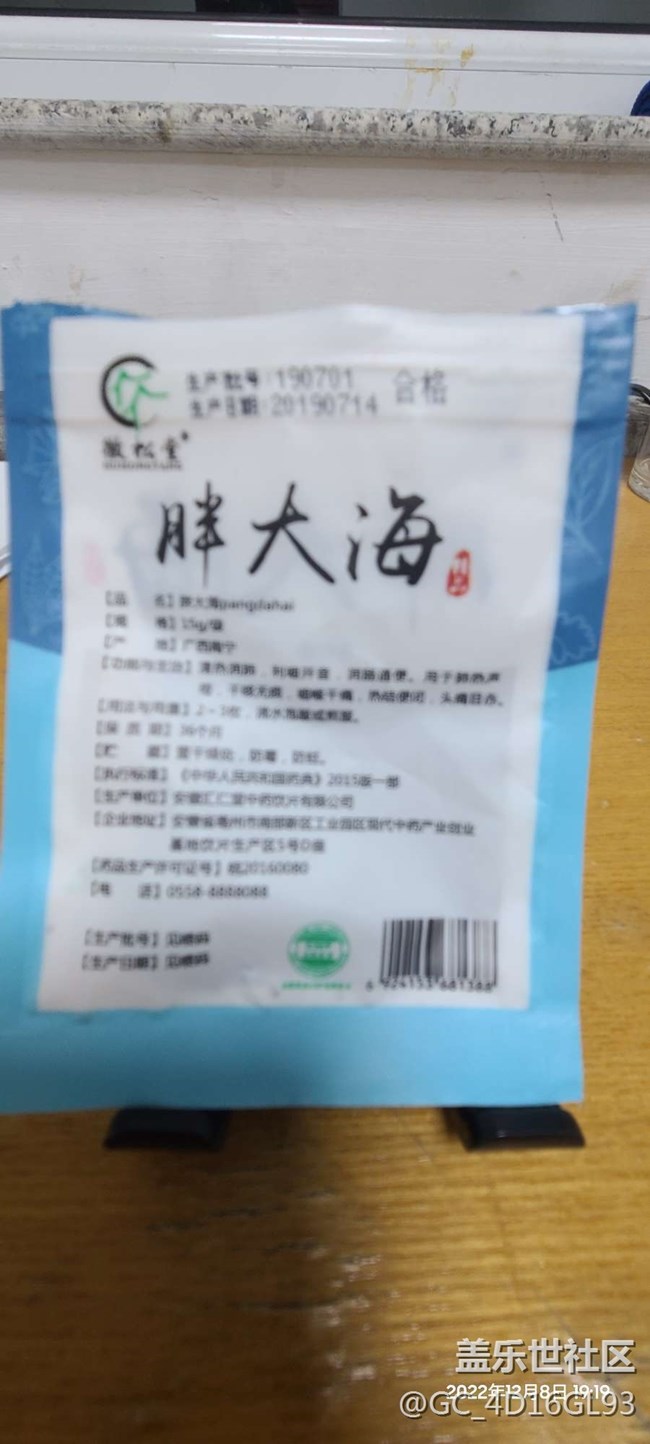 生产批号:190701 合格
生产日期:20190714
徽松堂
胖大海
【品 名】胖大海pangdahai
【规 格】15g/袋
【产 地】广西南宁
【功能与主治】清热润肺，利咽开音，润肠通便。用于肺热声
哑，干咳无痰，咽喉干痛，热结便闭，头痛目赤。
【用法与用量】2-3枚，沸水泡服或煎服。
【保 质 期】36个月
【贮 藏】置干燥处，防霉，防蛀。
【执行标准】《中华人民共和国药典》2015版一部
【生产单位】安徽汇仁堂中药饮片有限公司
【企业地址】安徽省亳州市南部新区工业园区现代中药产业创业
基地饮片生产区5号D座
【药品生产许可证号】皖20160080
【电 话】0558-8888088
【生产批号】见喷码
【生产日期】见喷码
6 924153 681388
盖乐世社区
2022年12月8日 19:19
@GC_4D16GL93